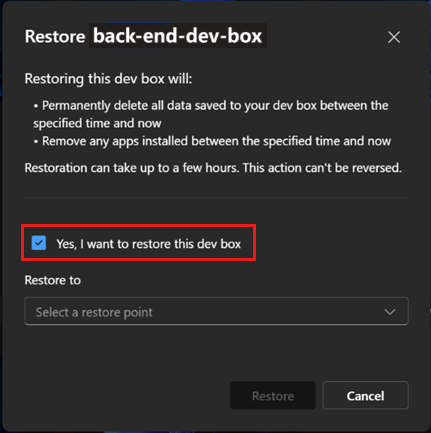 Restore back-end-dev-box
Restoring this dev box will:
• Permanently delete all data saved to your dev box between the
specified time and now
• Remove any apps installed between the specified time and now
Restoration can take up to a few hours. This action can't be reversed.
Yes, I want to restore this dev box
Restore to
Select a restore point
Restore Cancel